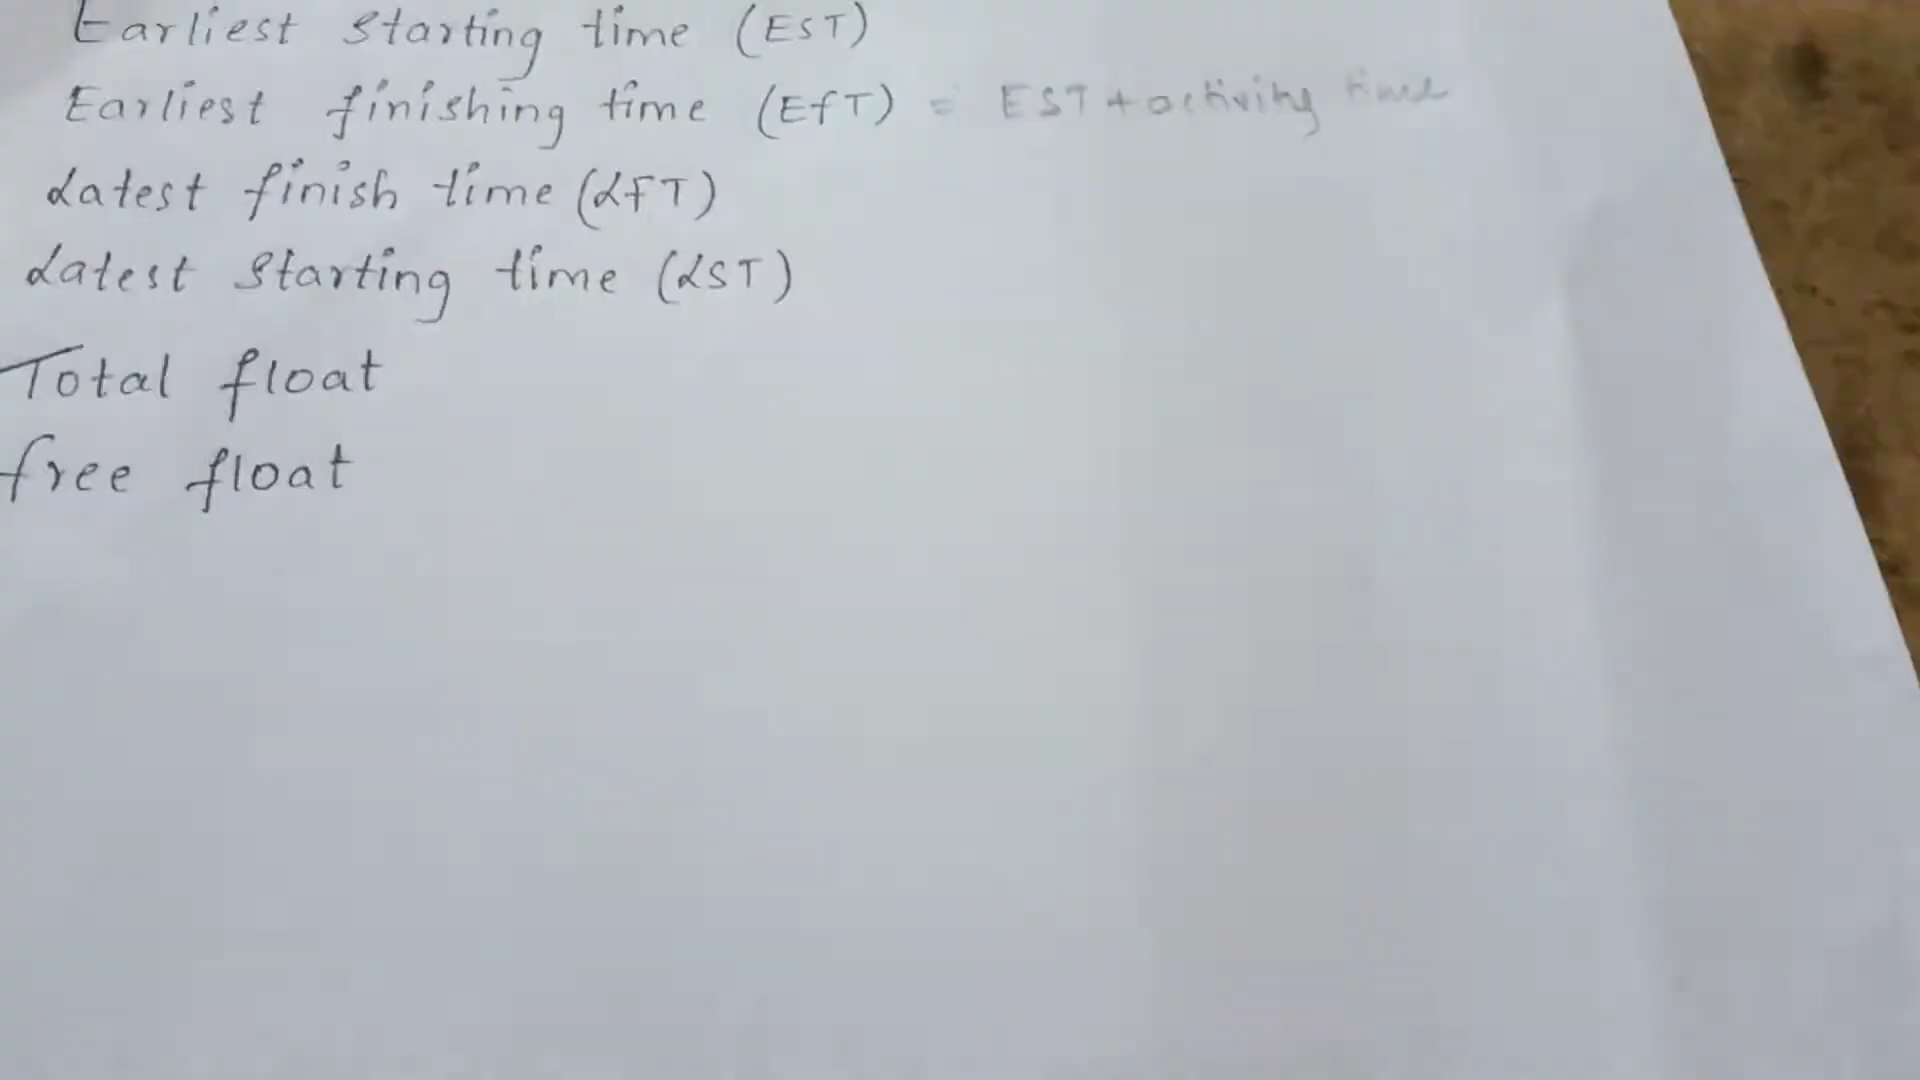 Earliest starting time (EST)
Earliest finishing time (EfT) = EST + activity time
Latest finish time (LFT)
Latest starting time (LST)
Total float
free float